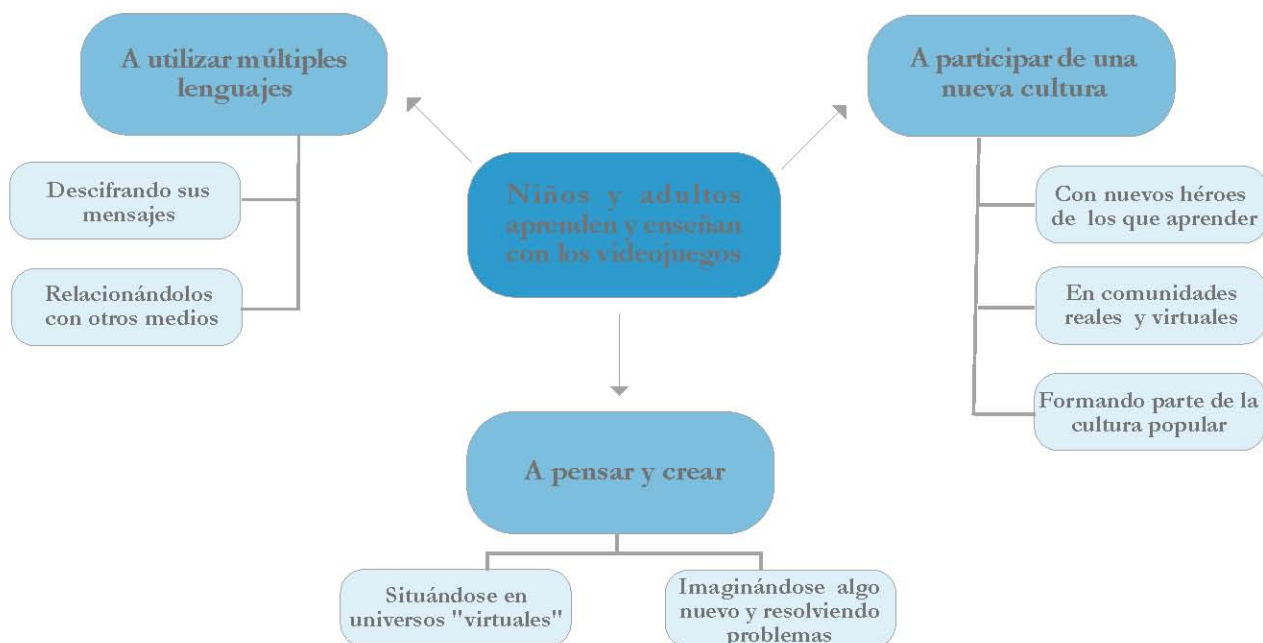 A utilizar múltiples
lenguajes
Descifrando sus
mensajes
Relacionándolos
con otros medios
Niños y adultos
aprenden y enseñan
con los videojuegos
A participar de una
nueva cultura
Con nuevos héroes
de los que aprender
En comunidades
reales y virtuales
Formando parte de la
cultura popular
A pensar y crear
Situándose en
universos "virtuales"
Imaginándose algo
nuevo y resolviendo
problemas